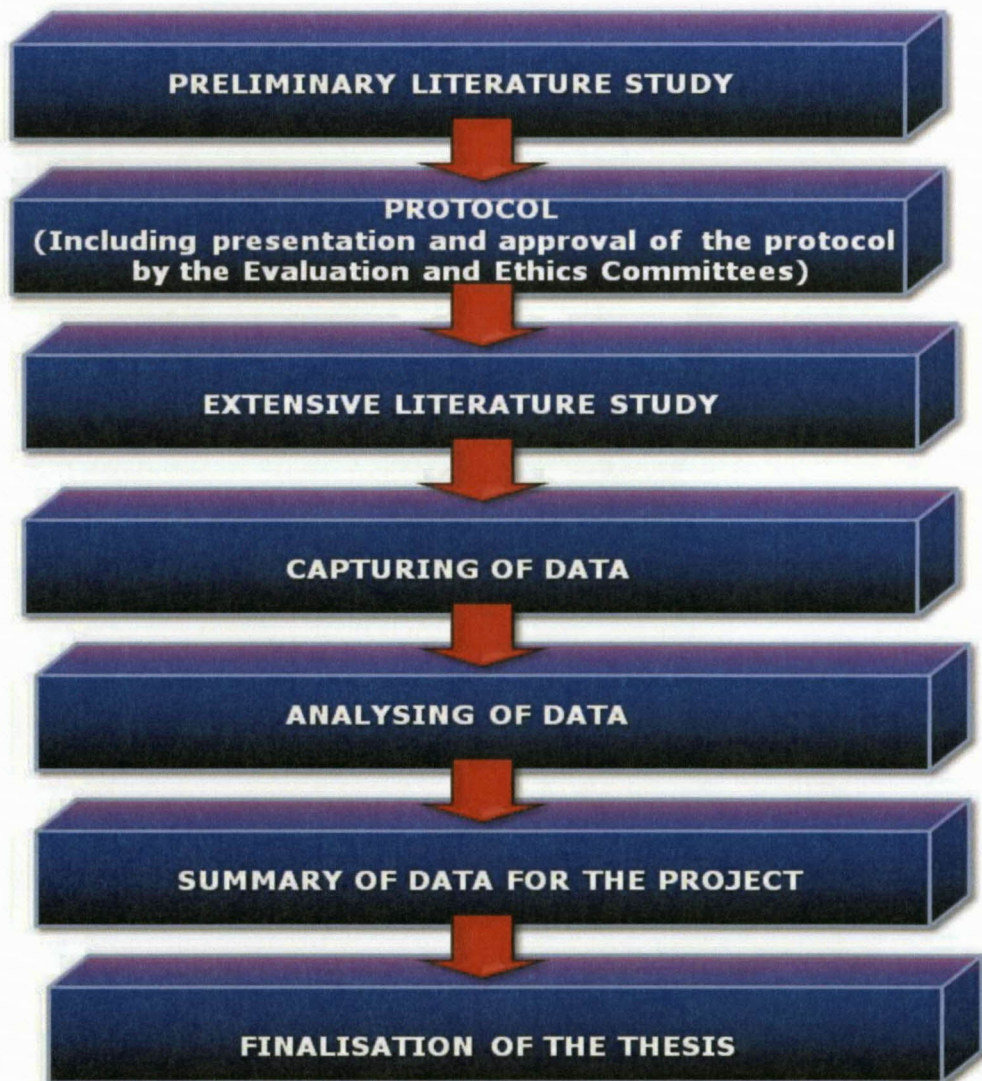 PRELIMINARY LITERATURE STUDY
PROTOCOL
(Including presentation and approval of the protocol
by the Evaluation and Ethics Committees)
EXTENSIVE LITERATURE STUDY
CAPTURING OF DATA
ANALYSING OF DATA
SUMMARY OF DATA FOR THE PROJECT
FINALISATION OF THE THESIS